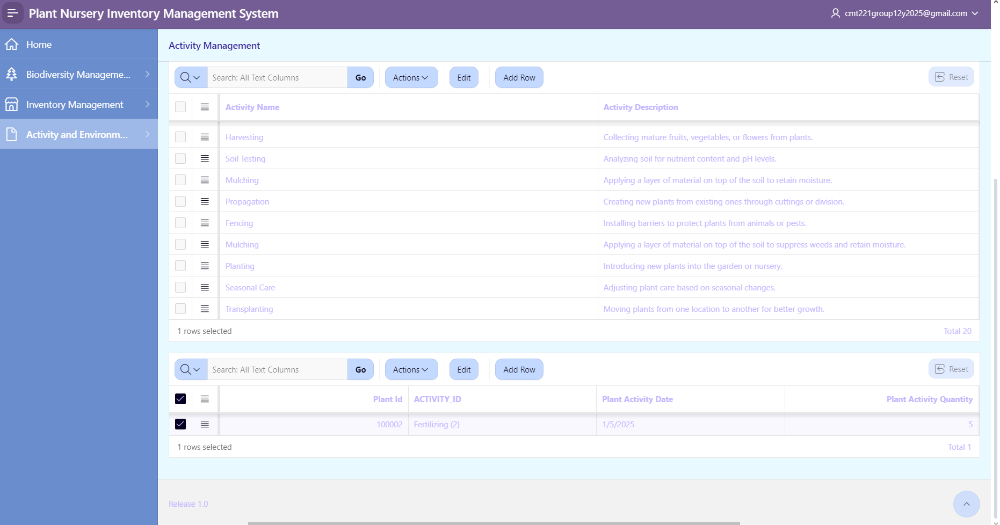 Plant Nursery Inventory Management System
cmt221group12y2025@gmail.com
Home
Biodiversity Manageme...
Inventory Management
Activity and Environm...
Activity Management
Search: All Text Columns
Go
Actions
Edit
Add Row
Reset
Activity Name Activity Description
Harvesting Collecting mature fruits, vegetables, or flowers from plants.
Soil Testing Analyzing soil for nutrient content and pH levels.
Mulching Applying a layer of material on top of the soil to retain moisture.
Propagation Creating new plants from existing ones through cuttings or division.
Fencing Installing barriers to protect plants from animals or pests.
Mulching Applying a layer of material on top of the soil to suppress weeds and retain moisture.
Planting Introducing new plants into the garden or nursery.
Seasonal Care Adjusting plant care based on seasonal changes.
Transplanting Moving plants from one location to another for better growth.
1 rows selected Total 20
Search: All Text Columns
Go
Actions
Edit
Add Row
Reset
Plant Id ACTIVITY_ID Plant Activity Date Plant Activity Quantity
100002 Fertilizing (2) 1/5/2025 5
1 rows selected Total 1
Release 1.0